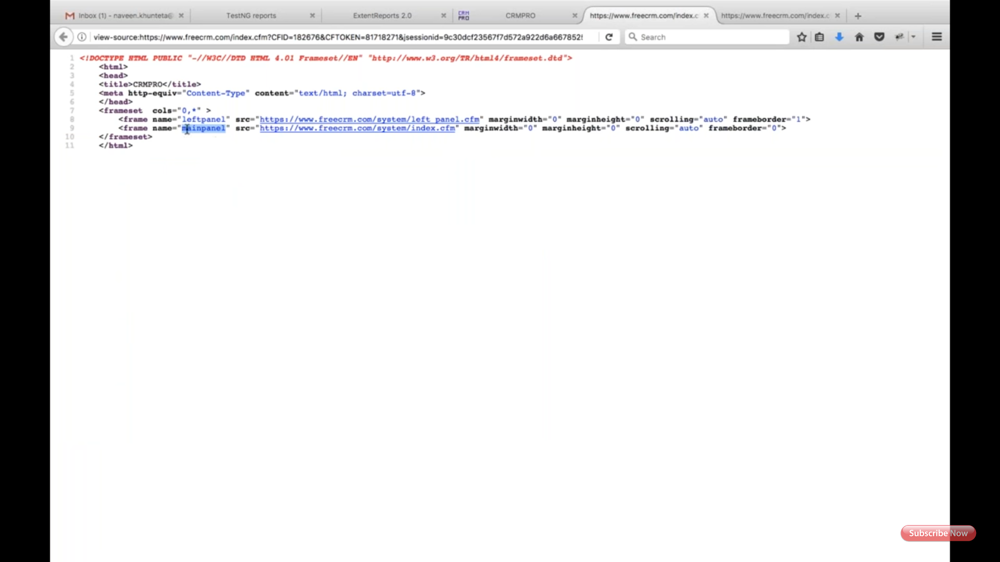 Inbox (1) - naveen.khunteta@
TestNG reports
ExtentReports 2.0
CRM PRO
CRMPRO
https://www.freecrm.com/index.c
https://www.freecrm.com/index.c
view-source:https://www.freecrm.com/index.cfm?CFID=182676&CFTOKEN=81718271&jsessionid=9c30dcf23567f7d572a922d6a667852
Search
1 <!DOCTYPE HTML PUBLIC "-//W3C//DTD HTML 4.01 Frameset//EN" "http://www.w3.org/TR/html4/frameset.dtd">
2 <html>
3 <head>
4 <title>CRMPRO</title>
5 <meta http-equiv="Content-Type" content="text/html; charset=utf-8">
6 </head>
7 <frameset  cols="0,*" >
8 <frame name="leftpanel" src="https://www.freecrm.com/system/left_panel.cfm" marginwidth="0" marginheight="0" scrolling="auto" frameborder="1">
9 <frame name="mainpanel" src="https://www.freecrm.com/system/index.cfm" marginwidth="0" marginheight="0" scrolling="auto" frameborder="0">
10 </frameset>
11 </html>
Subscribe Now